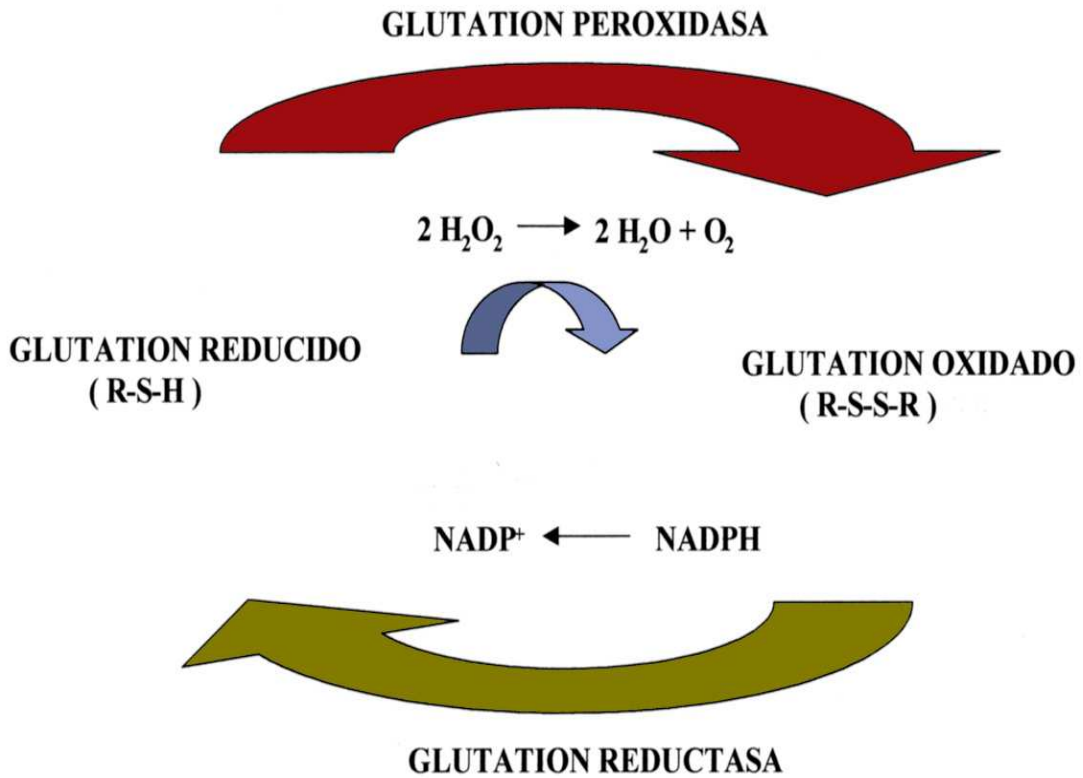 GLUTATION PEROXIDASA
2 H₂O₂ → 2 H₂O + O₂
GLUTATION REDUCIDO
( R-S-H )
GLUTATION OXIDADO
( R-S-S-R )
NADP⁺ ← NADPH
GLUTATION REDUCTASA